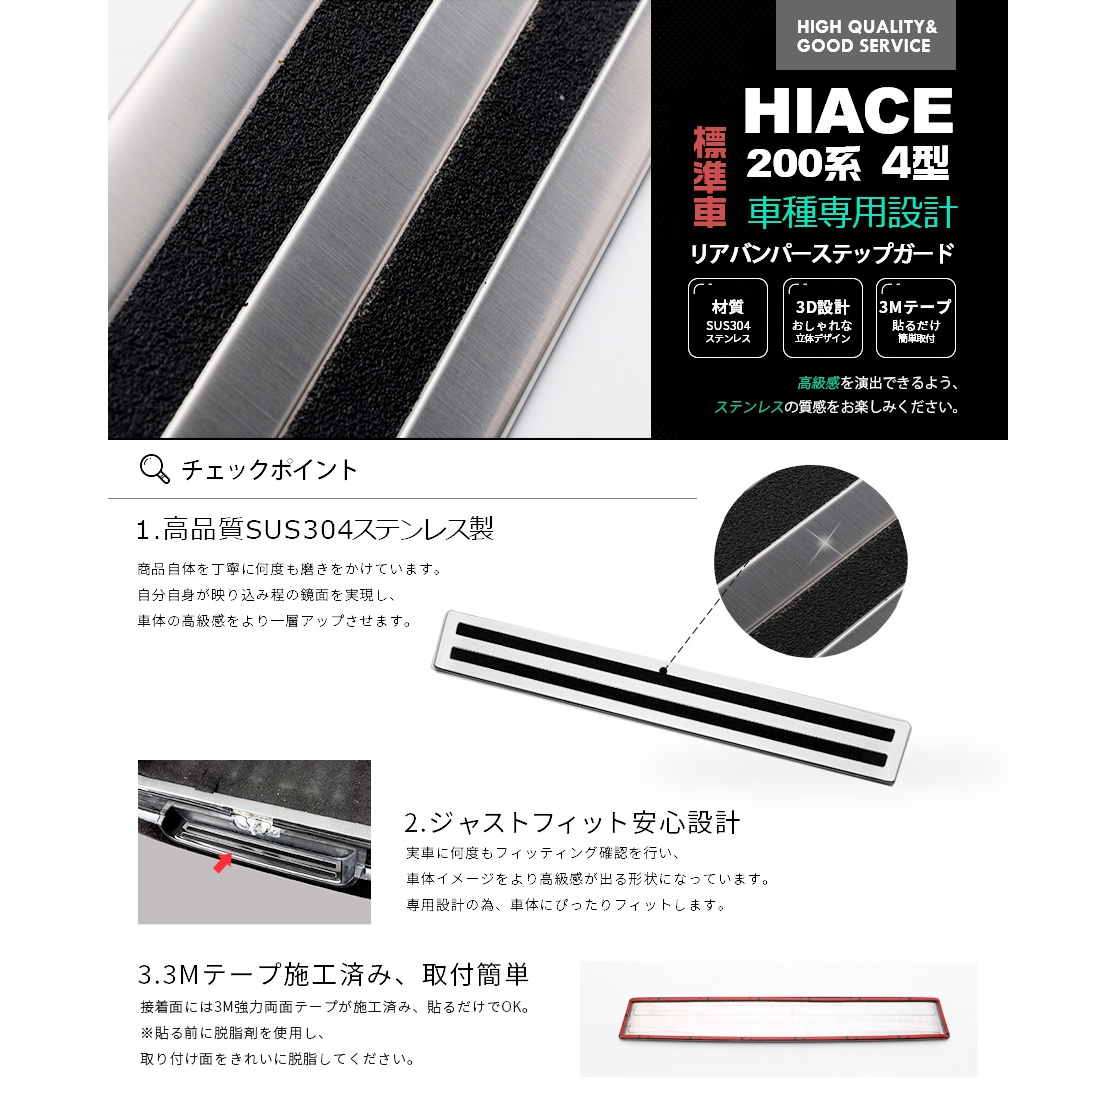 HIGH QUALITY&
GOOD SERVICE
HIACE
標準車
200系 4型
車種専用設計
リアバンパーステップガード
材質
SUS304
ステンレス
3D設計
おしゃれな
立体デザイン
3Mテープ
貼るだけ
簡単取付
高級感を演出できるよう、
ステンレスの質感をお楽しみください。
チェックポイント
1.高品質SUS304ステンレス製
商品自体を丁寧に何度も磨きをかけています。
自分自身が映り込み程の鏡面を実現し、
車体の高級感をより一層アップさせます。
2.ジャストフィット安心設計
実車に何度もフィッティング確認を行い、
車体イメージをより高級感が出る形状になっています。
専用設計の為、車体にぴったりフィットします。
3.3Mテープ施工済み、取付簡単
接着面には3M強力両面テープが施工済み、貼るだけでOK。
※貼る前に脱脂剤を使用し、
取り付け面をきれいに脱脂してください。